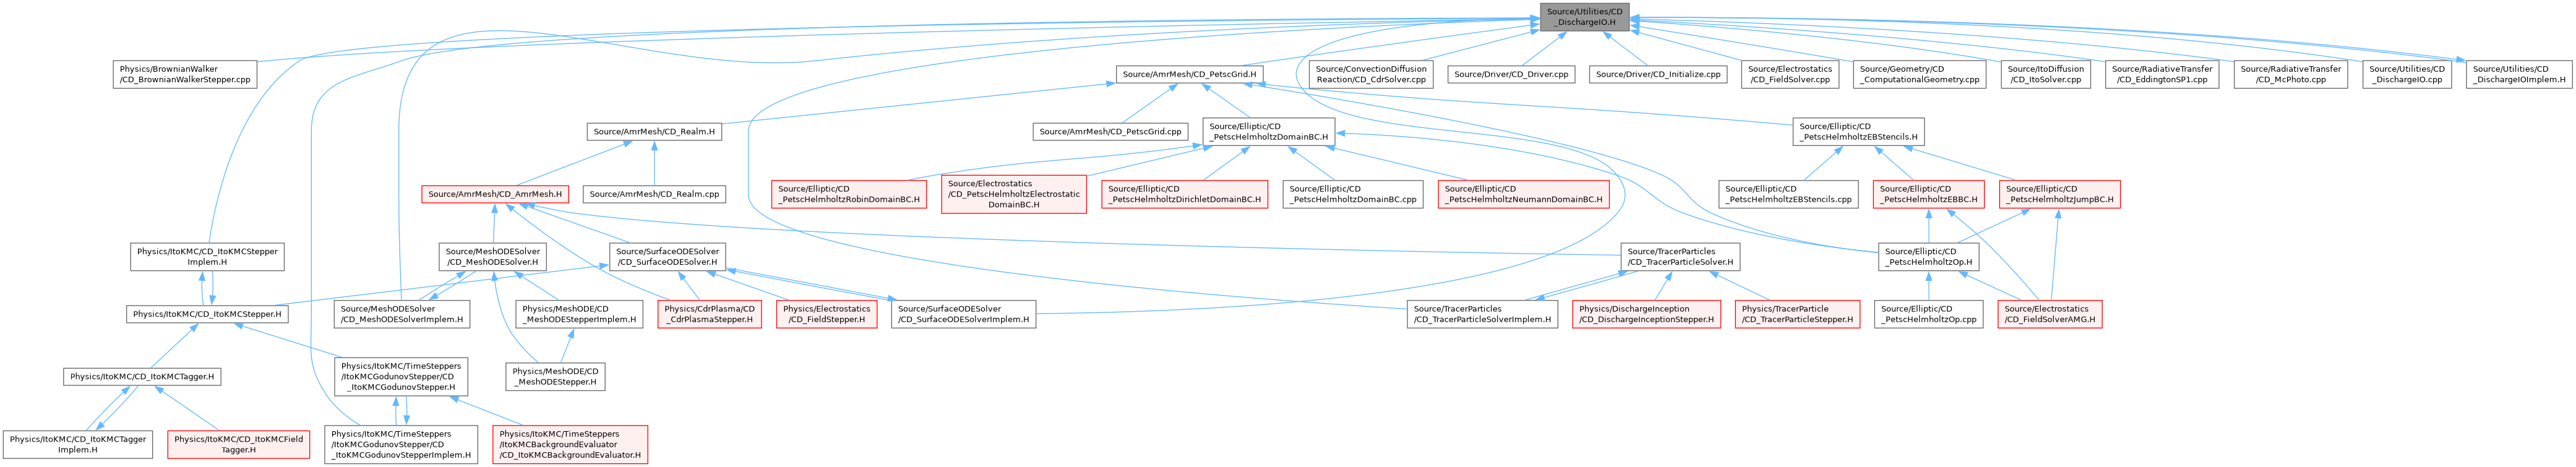 Source/Utilities/CD
_DischargeIO.H
Physics/BrownianWalker
/CD_BrownianWalkerStepper.cpp
Source/AmrMesh/CD_PetscGrid.H
Source/ConvectionDiffusion
Reaction/CD_CdrSolver.cpp
Source/Driver/CD_Driver.cpp
Source/Driver/CD_Initialize.cpp
Source/Electrostatics
/CD_FieldSolver.cpp
Source/Geometry/CD
_ComputationalGeometry.cpp
Source/ItoDiffusion
/CD_ItoSolver.cpp
Source/RadiativeTransfer
/CD_EddingtonSP1.cpp
Source/RadiativeTransfer
/CD_McPhoto.cpp
Source/Utilities/CD
_DischargeIO.cpp
Source/Utilities/CD
_DischargeIOImplem.H
Source/AmrMesh/CD_Realm.H
Source/AmrMesh/CD_PetscGrid.cpp
Source/Elliptic/CD
_PetscHelmholtzDomainBC.H
Source/Elliptic/CD
_PetscHelmholtzEBStencils.H
Source/AmrMesh/CD_AmrMesh.H
Source/AmrMesh/CD_Realm.cpp
Source/Elliptic/CD
_PetscHelmholtzRobinDomainBC.H
Source/Electrostatics
/CD_PetscHelmholtzElectrostatic
DomainBC.H
Source/Elliptic/CD
_PetscHelmholtzDirichletDomainBC.H
Source/Elliptic/CD
_PetscHelmholtzDomainBC.cpp
Source/Elliptic/CD
_PetscHelmholtzNeumannDomainBC.H
Source/Elliptic/CD
_PetscHelmholtzEBStencils.cpp
Source/Elliptic/CD
_PetscHelmholtzEBBC.H
Source/Elliptic/CD
_PetscHelmholtzJumpBC.H
Physics/ItoKMC/CD_ItoKMCStepper
Implem.H
Source/MeshODESolver
/CD_MeshODESolver.H
Source/SurfaceODESolver
/CD_SurfaceODESolver.H
Source/TracerParticles
/CD_TracerParticleSolver.H
Source/Elliptic/CD
_PetscHelmholtzOp.H
Physics/ItoKMC/CD_ItoKMCStepper.H
Source/MeshODESolver
/CD_MeshODESolverImplem.H
Physics/MeshODE/CD
_MeshODEStepperImplem.H
Physics/CdrPlasma/CD
_CdrPlasmaStepper.H
Physics/Electrostatics
/CD_FieldStepper.H
Source/SurfaceODESolver
/CD_SurfaceODESolverImplem.H
Source/TracerParticles
/CD_TracerParticleSolverImplem.H
Physics/DischargeInception
/CD_DischargeInceptionStepper.H
Physics/TracerParticle
/CD_TracerParticleStepper.H
Source/Elliptic/CD
_PetscHelmholtzOp.cpp
Source/Electrostatics
/CD_FieldSolverAMG.H
Physics/ItoKMC/CD_ItoKMCTagger.H
Physics/ItoKMC/TimeSteppers
/ItoKMCGodunovStepper/CD
_ItoKMCGodunovStepper.H
Physics/MeshODE/CD
_MeshODEStepper.H
Physics/ItoKMC/CD_ItoKMCTagger
Implem.H
Physics/ItoKMC/CD_ItoKMCField
Tagger.H
Physics/ItoKMC/TimeSteppers
/ItoKMCGodunovStepper/CD
_ItoKMCGodunovStepperImplem.H
Physics/ItoKMC/TimeSteppers
/ItoKMCBackgroundEvaluator
/CD_ItoKMCBackgroundEvaluator.H